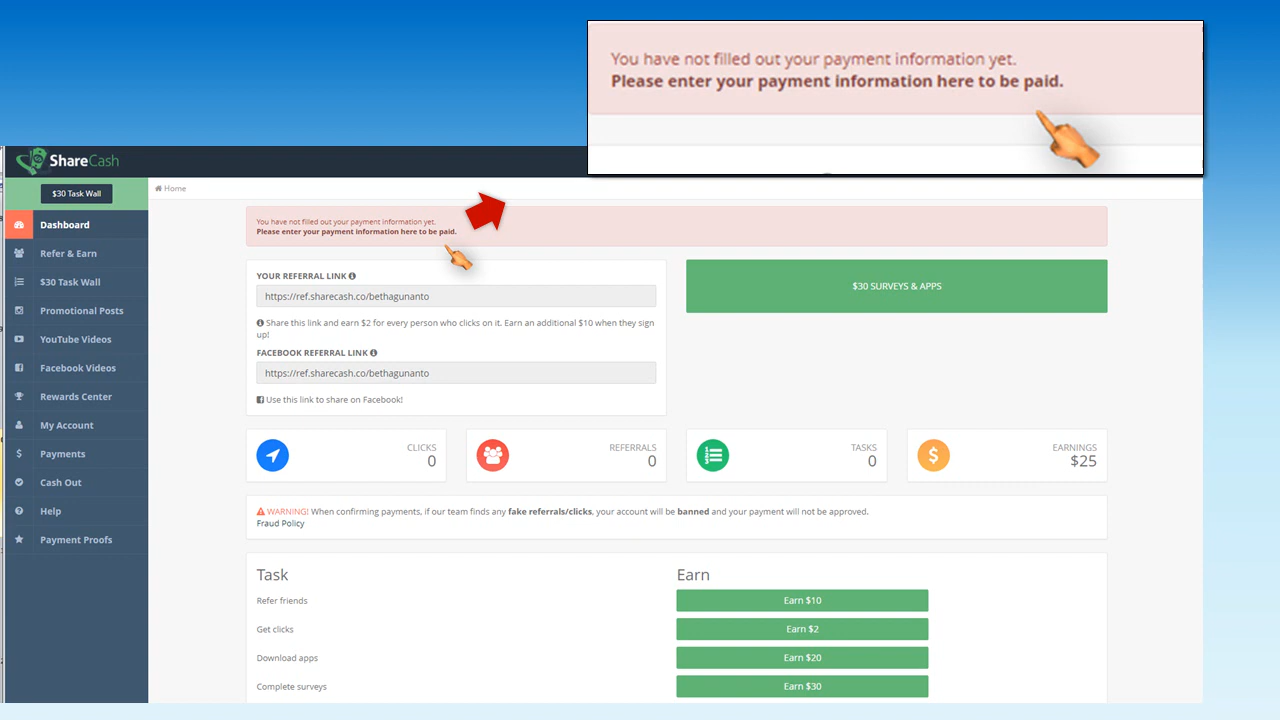 You have not filled out your payment information yet.
Please enter your payment information here to be paid.
ShareCash
$30 Task Wall
Home
Dashboard
Refer & Earn
$30 Task Wall
Promotional Posts
YouTube Videos
Facebook Videos
Rewards Center
My Account
Payments
Cash Out
Help
Payment Proofs
You have not filled out your payment information yet.
Please enter your payment information here to be paid.
YOUR REFERRAL LINK
https://ref.sharecash.co/bethagunanto
Share this link and earn $2 for every person who clicks on it. Earn an additional $10 when they sign
up!
FACEBOOK REFERRAL LINK
https://ref.sharecash.co/bethagunanto
Use this link to share on Facebook!
$30 SURVEYS & APPS
CLICKS
0
REFERRALS
0
TASKS
0
EARNINGS
$25
WARNING! When confirming payments, if our team finds any fake referrals/clicks, your account will be banned and your payment will not be approved.
Fraud Policy
Task Earn
Refer friends Earn $10
Get clicks Earn $2
Download apps Earn $20
Complete surveys Earn $30